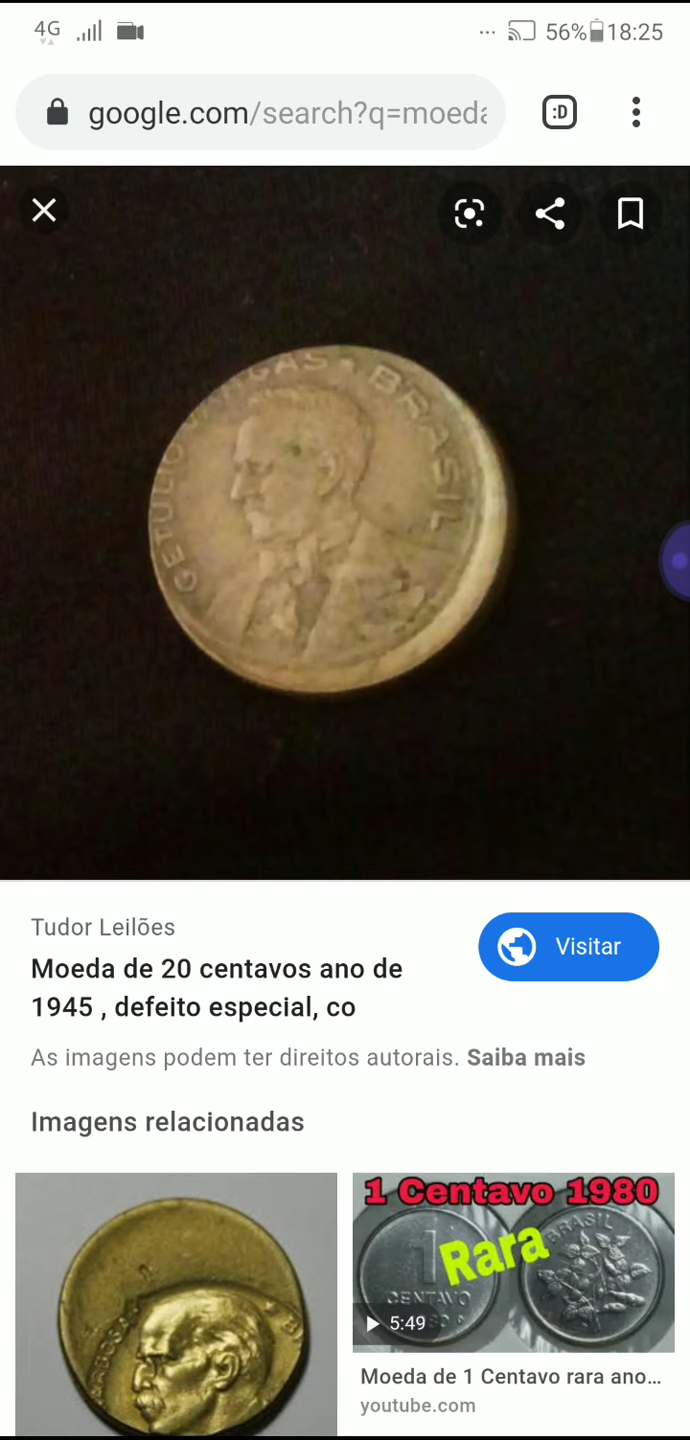 4G
56% 18:25
google.com/search?q=moeda
:D
GETULIO VARGAS • BRASIL
Tudor Leilões
Visitar
Moeda de 20 centavos ano de
1945 , defeito especial, co
As imagens podem ter direitos autorais. Saiba mais
Imagens relacionadas
1 Centavo 1980
BRASIL
1
Rara
CENTAVO
5:49
Moeda de 1 Centavo rara ano...
youtube.com